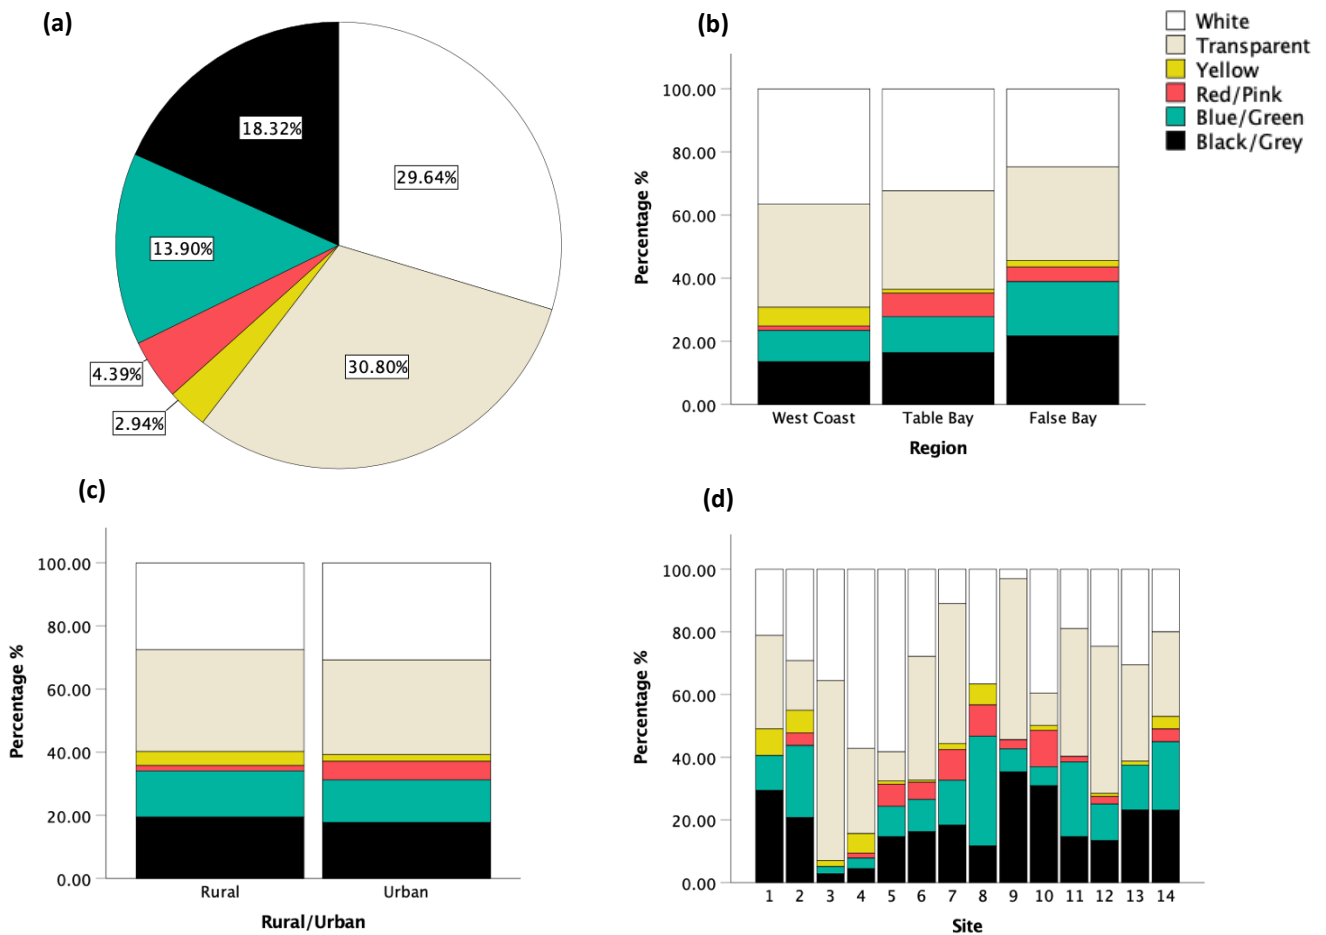 (a)
18.32%
29.64%
13.90%
30.80%
4.39%
2.94%
(b)
White
Transparent
Yellow
Red/Pink
Blue/Green
Black/Grey
Percentage %
100.00
80.00
60.00
40.00
20.00
0.00
West Coast Table Bay False Bay
Region
(c)
Percentage %
100.00
80.00
60.00
40.00
20.00
0.00
Rural Urban
Rural/Urban
(d)
Percentage %
100.00
80.00
60.00
40.00
20.00
0.00
1 2 3 4 5 6 7 8 9 10 11 12 13 14
Site